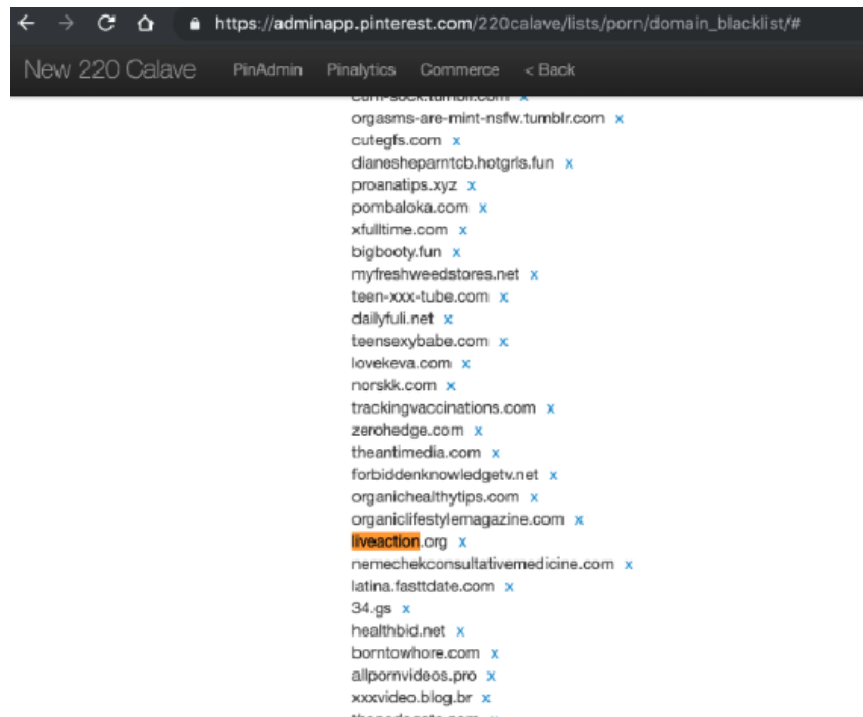 https://adminapp.pinterest.com/220calave/lists/porn/domain_blacklist/#
New 220 Calave PinAdmin Pinalytics Commerce < Back
orgasms-are-mint-nsfw.tumblr.com x
cutegfs.com x
dianesheparntcb.hotgrls.fun x
proanatips.xyz x
pombaloka.com x
xfulltime.com x
bigbooty.fun x
myfreshweedstores.net x
teen-xxx-tube.com x
dailyfuli.net x
teensexybabe.com x
lovekeva.com x
norskk.com x
trackingvaccinations.com x
zerohedge.com x
theantimedia.com x
forbiddenknowledgetv.net x
organichealthytips.com x
organiclifestylemagazine.com x
liveaction.org x
nemechekconsultativemedicine.com x
latina.fasttdate.com x
34.gs x
healthbid.net x
borntowhore.com x
allpornvideos.pro x
xxxvideo.blog.br x